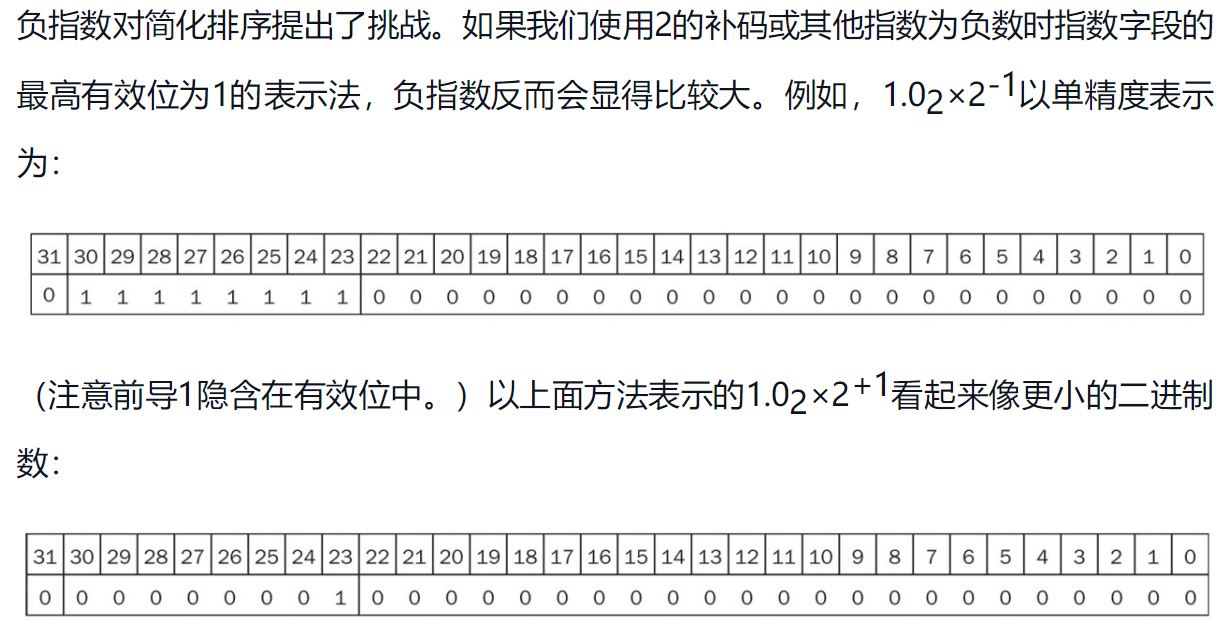 负指数对简化排序提出了挑战。如果我们使用2的补码或其他指数为负数时指数字段的
最高有效位为1的表示法，负指数反而会显得比较大。例如，1.0₂×2⁻¹以单精度表示
为：
31 30 29 28 27 26 25 24 23 22 21 20 19 18 17 16 15 14 13 12 11 10 9 8 7 6 5 4 3 2 1 0
0 1 1 1 1 1 1 1 1 0 0 0 0 0 0 0 0 0 0 0 0 0 0 0 0 0 0 0 0 0 0 0
（注意前导1隐含在有效位中。）以上面方法表示的1.0₂×2⁺¹看起来像更小的二进制
数：
31 30 29 28 27 26 25 24 23 22 21 20 19 18 17 16 15 14 13 12 11 10 9 8 7 6 5 4 3 2 1 0
0 0 0 0 0 0 0 0 1 0 0 0 0 0 0 0 0 0 0 0 0 0 0 0 0 0 0 0 0 0 0 0